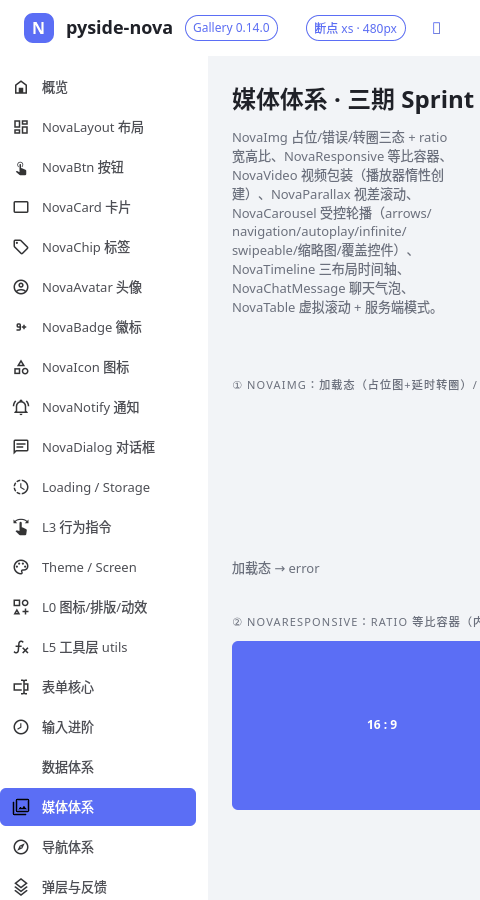 N pyside-nova Gallery 0.14.0 断点 xs · 480px
概览
NovaLayout 布局
NovaBtn 按钮
NovaCard 卡片
NovaChip 标签
NovaAvatar 头像
9+ NovaBadge 徽标
NovaIcon 图标
NovaNotify 通知
NovaDialog 对话框
Loading / Storage
L3 行为指令
Theme / Screen
L0 图标/排版/动效
L5 工具层 utils
表单核心
输入进阶
数据体系
媒体体系
导航体系
弹层与反馈
媒体体系 · 三期 Sprint
NovaImg 占位/错误/转圈三态 + ratio
宽高比、NovaResponsive 等比容器、
NovaVideo 视频包装（播放器惰性创
建）、NovaParallax 视差滚动、
NovaCarousel 受控轮播（arrows/
navigation/autoplay/infinite/
swipeable/缩略图/覆盖控件）、
NovaTimeline 三布局时间轴、
NovaChatMessage 聊天气泡、
NovaTable 虚拟滚动 + 服务端模式。
① NOVAIMG：加载态（占位图+延时转圈）/
加载态 → error
② NOVARESPONSIVE：RATIO 等比容器（内
16 : 9